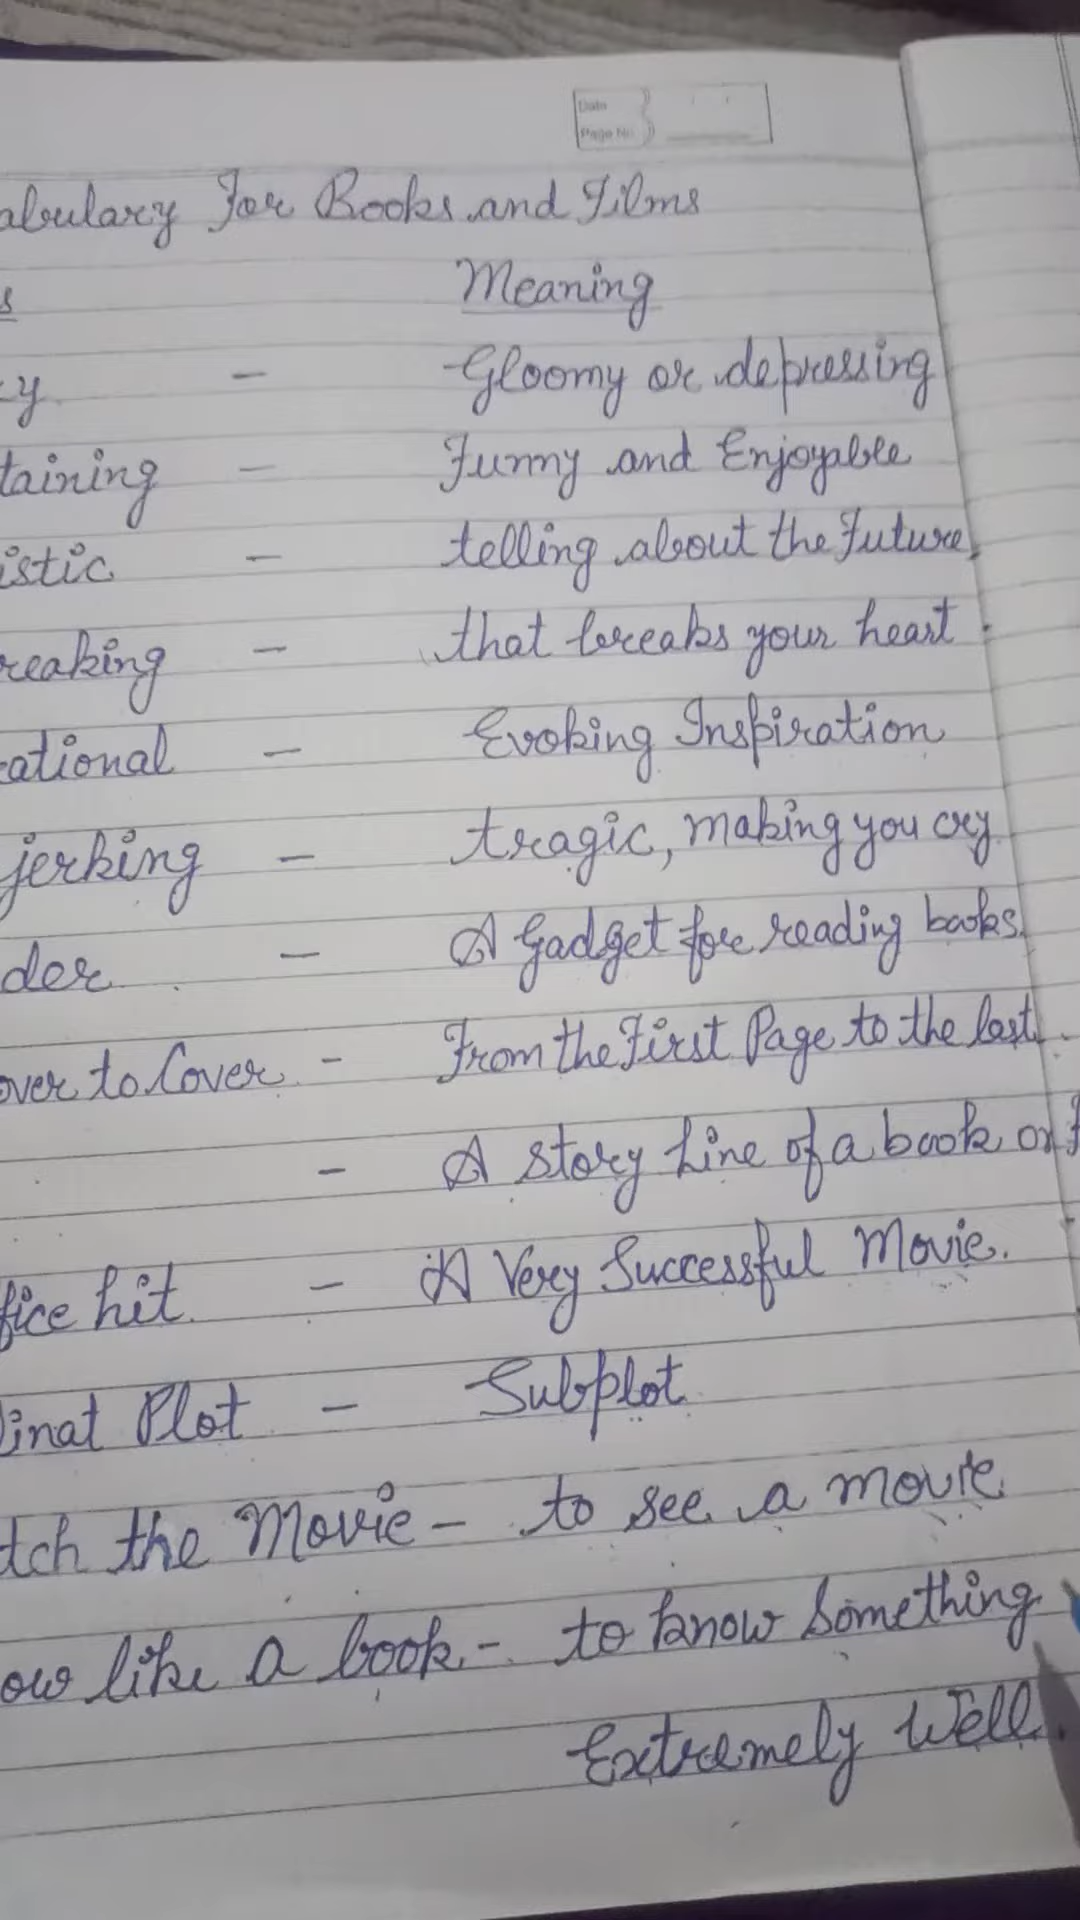 Date
Page No.
abulary For Books and Films
s Meaning
y - Gloomy or depressing
taining - Funny and Enjoyable
istic - telling about the Future
reaking - that breaks your heart
ational - Evoking Inspiration
jerking - tragic, making you cry
der - A Gadget for reading books.
over to Cover - From the First Page to the last.
- A Story Line of a book or
fice hit. - A Very Successful Movie.
inat Plot - Subplot
tch the Movie - to see a movie
ow like a book - to know Something
Extremely Well.